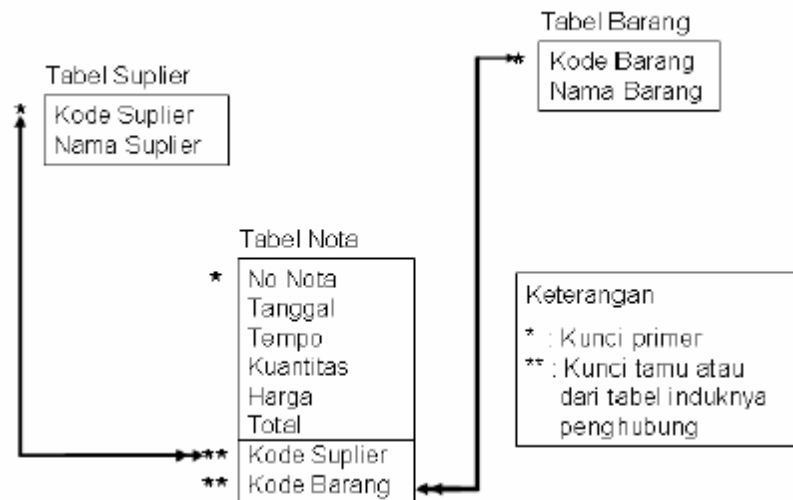 Tabel Barang
* Kode Barang
Nama Barang
Tabel Suplier
* Kode Suplier
Nama Suplier
Tabel Nota
* No Nota
Tanggal
Tempo
Kuantitas
Harga
Total
** Kode Suplier
** Kode Barang
Keterangan
* : Kunci primer
** : Kunci tamu atau
dari tabel induknya
penghubung